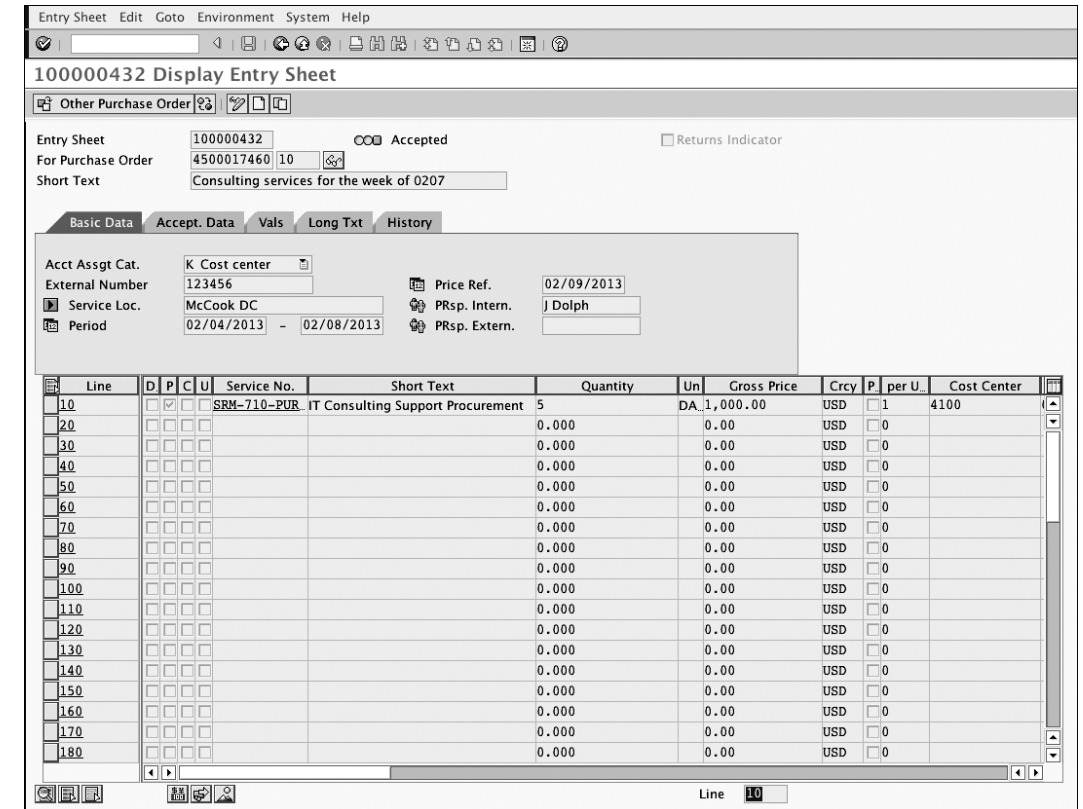 Entry Sheet Edit Goto Environment System Help
100000432 Display Entry Sheet
Other Purchase Order
Entry Sheet 100000432 Accepted Returns Indicator
For Purchase Order 4500017460 10
Short Text Consulting services for the week of 0207
Basic Data Accept. Data Vals Long Txt History
Acct Assgt Cat. K Cost center
External Number 123456 Price Ref. 02/09/2013
Service Loc. McCook DC PRsp. Intern. J Dolph
Period 02/04/2013 - 02/08/2013 PRsp. Extern.
Line D. P C U Service No. Short Text Quantity Un Gross Price Crcy P.. per U... Cost Center
10 SRM-710-PUR... IT Consulting Support Procurement 5 DA... 1,000.00 USD 1 4100
20 0.000 0.00 USD 0
30 0.000 0.00 USD 0
40 0.000 0.00 USD 0
50 0.000 0.00 USD 0
60 0.000 0.00 USD 0
70 0.000 0.00 USD 0
80 0.000 0.00 USD 0
90 0.000 0.00 USD 0
100 0.000 0.00 USD 0
110 0.000 0.00 USD 0
120 0.000 0.00 USD 0
130 0.000 0.00 USD 0
140 0.000 0.00 USD 0
150 0.000 0.00 USD 0
160 0.000 0.00 USD 0
170 0.000 0.00 USD 0
180 0.000 0.00 USD 0
Line 10